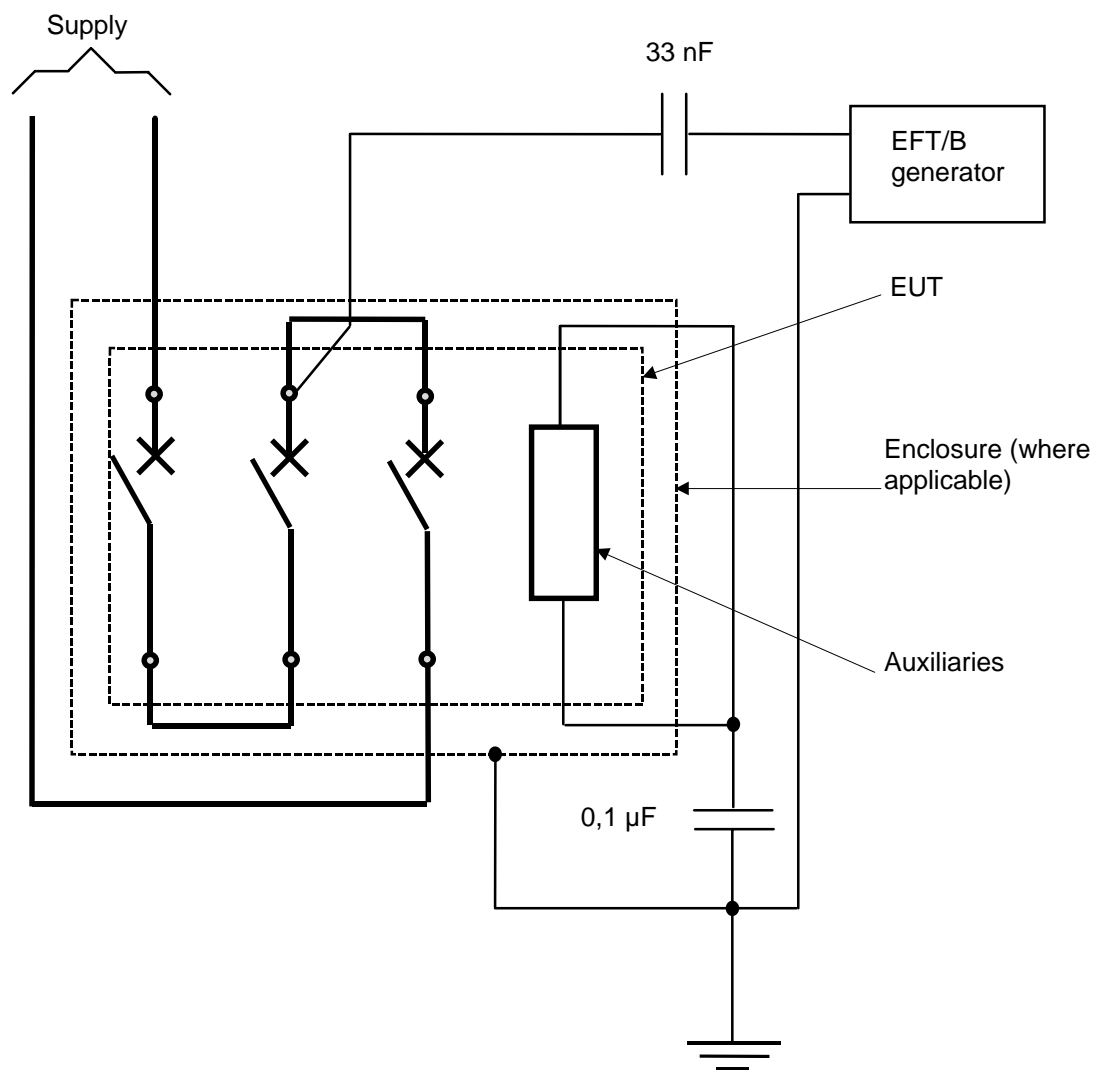 Supply
33 nF
EFT/B
generator
EUT
Enclosure (where
applicable)
Auxiliaries
0,1 µF